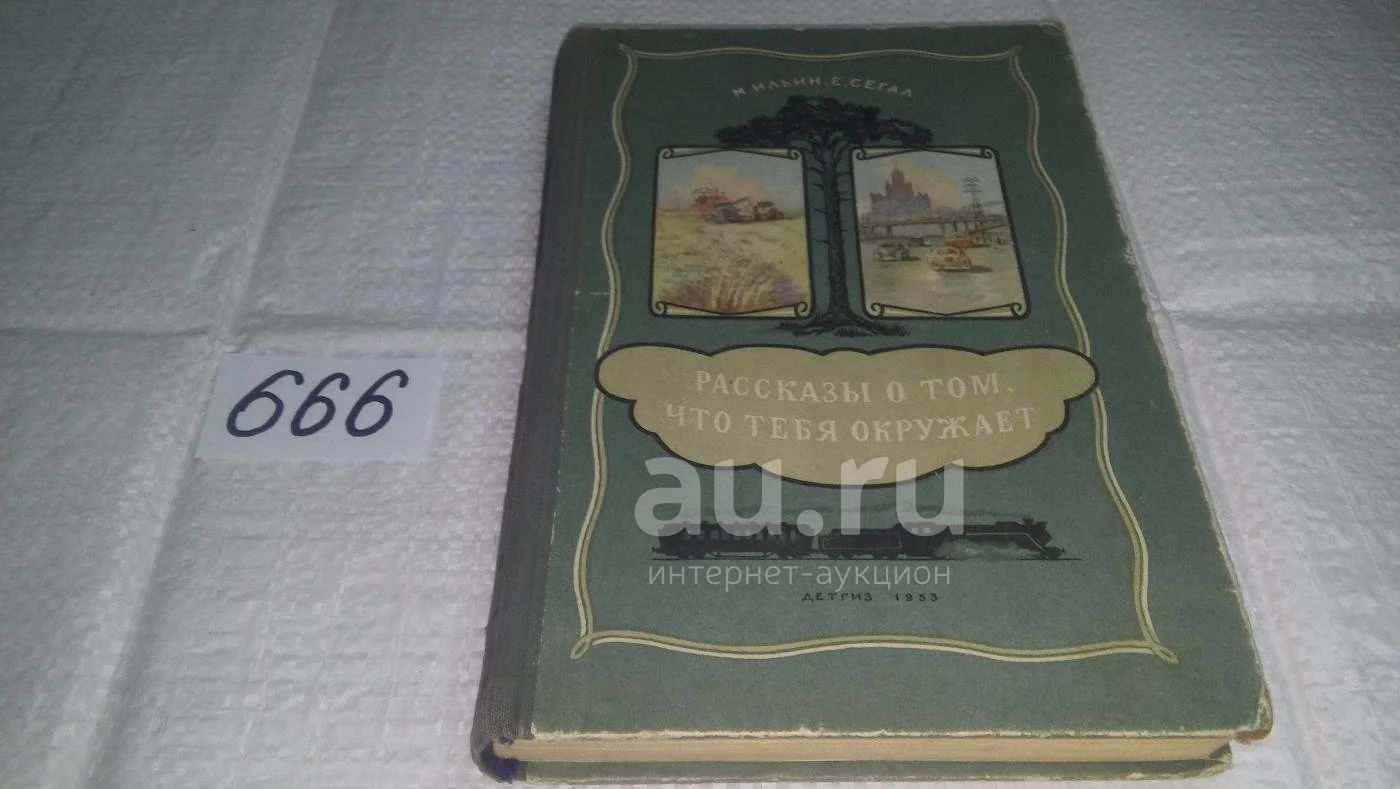 М. ИЛЬИН. Е. СЕГАЛ
РАССКАЗЫ О ТОМ,
ЧТО ТЕБЯ ОКРУЖАЕТ
666
au.ru
интернет-аукцион
ДЕТГИЗ 1953